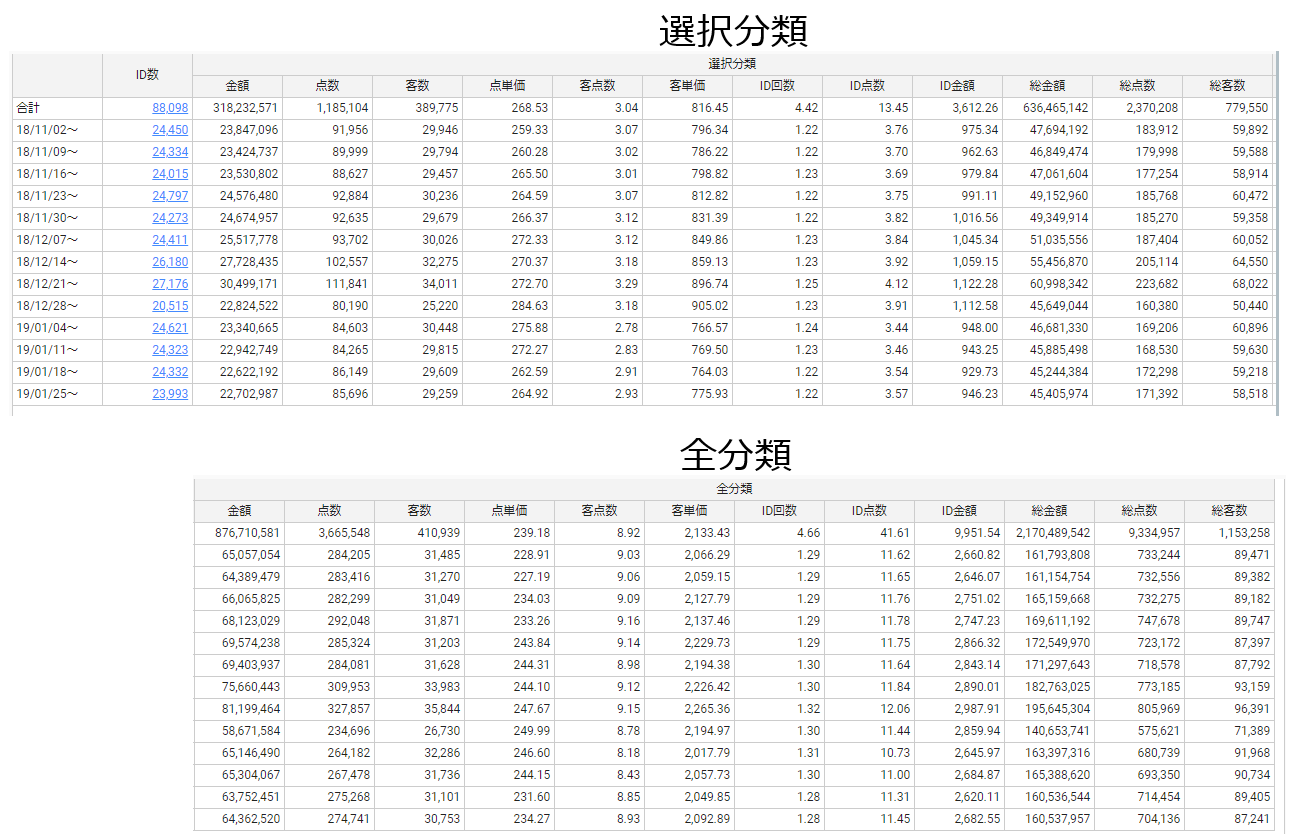 選択分類
ID数 選択分類
金額 点数 客数 点単価 客点数 客単価 ID回数 ID点数 ID金額 総金額 総点数 総客数
合計 88,098 318,232,571 1,185,104 389,775 268.53 3.04 816.45 4.42 13.45 3,612.26 636,465,142 2,370,208 779,550
18/11/02～ 24,450 23,847,096 91,956 29,946 259.33 3.07 796.34 1.22 3.76 975.34 47,694,192 183,912 59,892
18/11/09～ 24,334 23,424,737 89,999 29,794 260.28 3.02 786.22 1.22 3.70 962.63 46,849,474 179,998 59,588
18/11/16～ 24,015 23,530,802 88,627 29,457 265.50 3.01 798.82 1.23 3.69 979.84 47,061,604 177,254 58,914
18/11/23～ 24,797 24,576,480 92,884 30,236 264.59 3.07 812.82 1.22 3.75 991.11 49,152,960 185,768 60,472
18/11/30～ 24,273 24,674,957 92,635 29,679 266.37 3.12 831.39 1.22 3.82 1,016.56 49,349,914 185,270 59,358
18/12/07～ 24,411 25,517,778 93,702 30,026 272.33 3.12 849.86 1.23 3.84 1,045.34 51,035,556 187,404 60,052
18/12/14～ 26,180 27,728,435 102,557 32,275 270.37 3.18 859.13 1.23 3.92 1,059.15 55,456,870 205,114 64,550
18/12/21～ 27,176 30,499,171 111,841 34,011 272.70 3.29 896.74 1.25 4.12 1,122.28 60,998,342 223,682 68,022
18/12/28～ 20,515 22,824,522 80,190 25,220 284.63 3.18 905.02 1.23 3.91 1,112.58 45,649,044 160,380 50,440
19/01/04～ 24,621 23,340,665 84,603 30,448 275.88 2.78 766.57 1.24 3.44 948.00 46,681,330 169,206 60,896
19/01/11～ 24,323 22,942,749 84,265 29,815 272.27 2.83 769.50 1.23 3.46 943.25 45,885,498 168,530 59,630
19/01/18～ 24,332 22,622,192 86,149 29,609 262.59 2.91 764.03 1.22 3.54 929.73 45,244,384 172,298 59,218
19/01/25～ 23,993 22,702,987 85,696 29,259 264.92 2.93 775.93 1.22 3.57 946.23 45,405,974 171,392 58,518
全分類
全分類
金額 点数 客数 点単価 客点数 客単価 ID回数 ID点数 ID金額 総金額 総点数 総客数
876,710,581 3,665,548 410,939 239.18 8.92 2,133.43 4.66 41.61 9,951.54 2,170,489,542 9,334,957 1,153,258
65,057,054 284,205 31,485 228.91 9.03 2,066.29 1.29 11.62 2,660.82 161,793,808 733,244 89,471
64,389,479 283,416 31,270 227.19 9.06 2,059.15 1.29 11.65 2,646.07 161,154,754 732,556 89,382
66,065,825 282,299 31,049 234.03 9.09 2,127.79 1.29 11.76 2,751.02 165,159,668 732,275 89,182
68,123,029 292,048 31,871 233.26 9.16 2,137.46 1.29 11.78 2,747.23 169,611,192 747,678 89,747
69,574,238 285,324 31,203 243.84 9.14 2,229.73 1.29 11.75 2,866.32 172,549,970 723,172 87,397
69,403,937 284,081 31,628 244.31 8.98 2,194.38 1.30 11.64 2,843.14 171,297,643 718,578 87,792
75,660,443 309,953 33,983 244.10 9.12 2,226.42 1.30 11.84 2,890.01 182,763,025 773,185 93,159
81,199,464 327,857 35,844 247.67 9.15 2,265.36 1.32 12.06 2,987.91 195,645,304 805,969 96,391
58,671,584 234,696 26,730 249.99 8.78 2,194.97 1.30 11.44 2,859.94 140,653,741 575,621 71,389
65,146,490 264,182 32,286 246.60 8.18 2,017.79 1.31 10.73 2,645.97 163,397,316 680,739 91,968
65,304,067 267,478 31,736 244.15 8.43 2,057.73 1.30 11.00 2,684.87 165,388,620 693,350 90,734
63,752,451 275,268 31,101 231.60 8.85 2,049.85 1.28 11.31 2,620.11 160,536,544 714,454 89,405
64,362,520 274,741 30,753 234.27 8.93 2,092.89 1.28 11.45 2,682.55 160,537,957 704,136 87,241